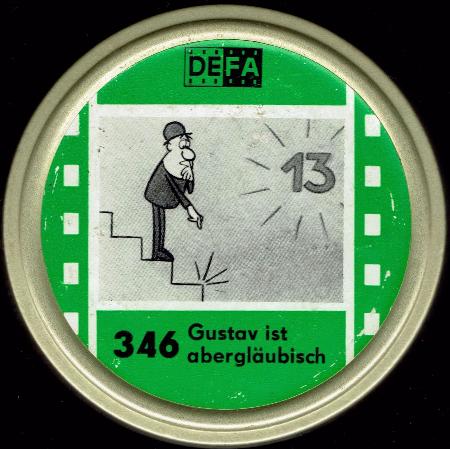 DEFA
13
346 Gustav ist
abergläubisch